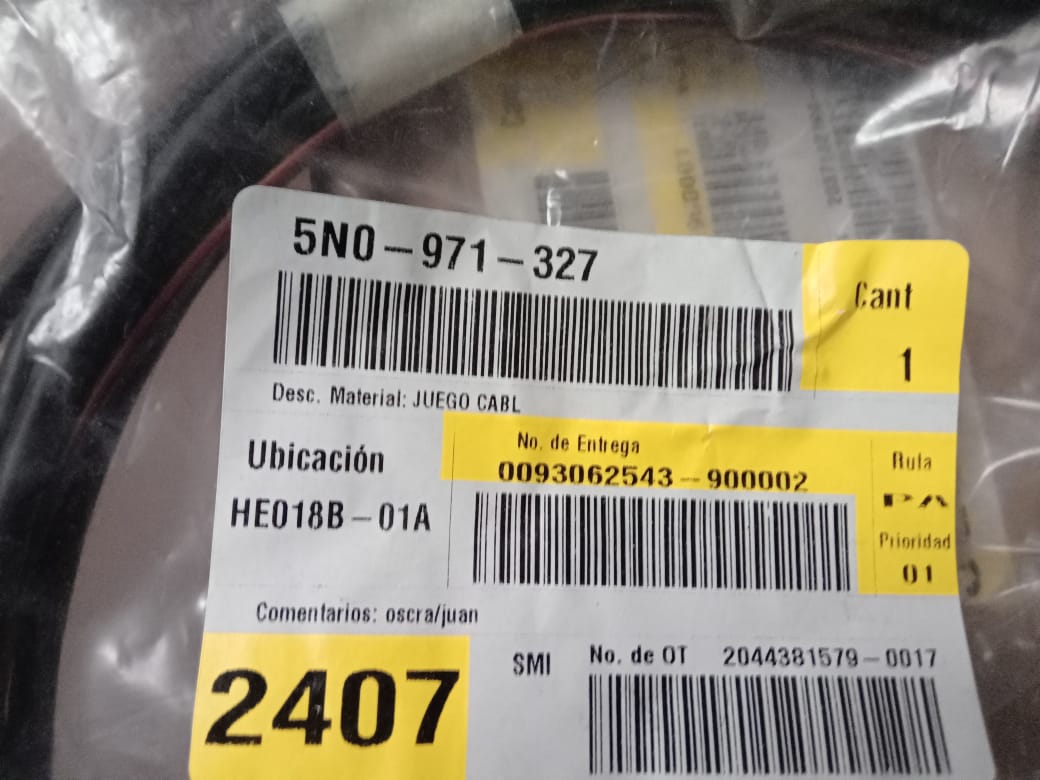 5N0-971-327
Cant
1
Desc. Material: JUEGO CABL
Ubicación
HE018B-01A
No. de Entrega
0093062543-900002
Ruta
PA
Prioridad
01
Comentarios: oscra/juan
2407
SMI
No. de OT 2044381579-0017